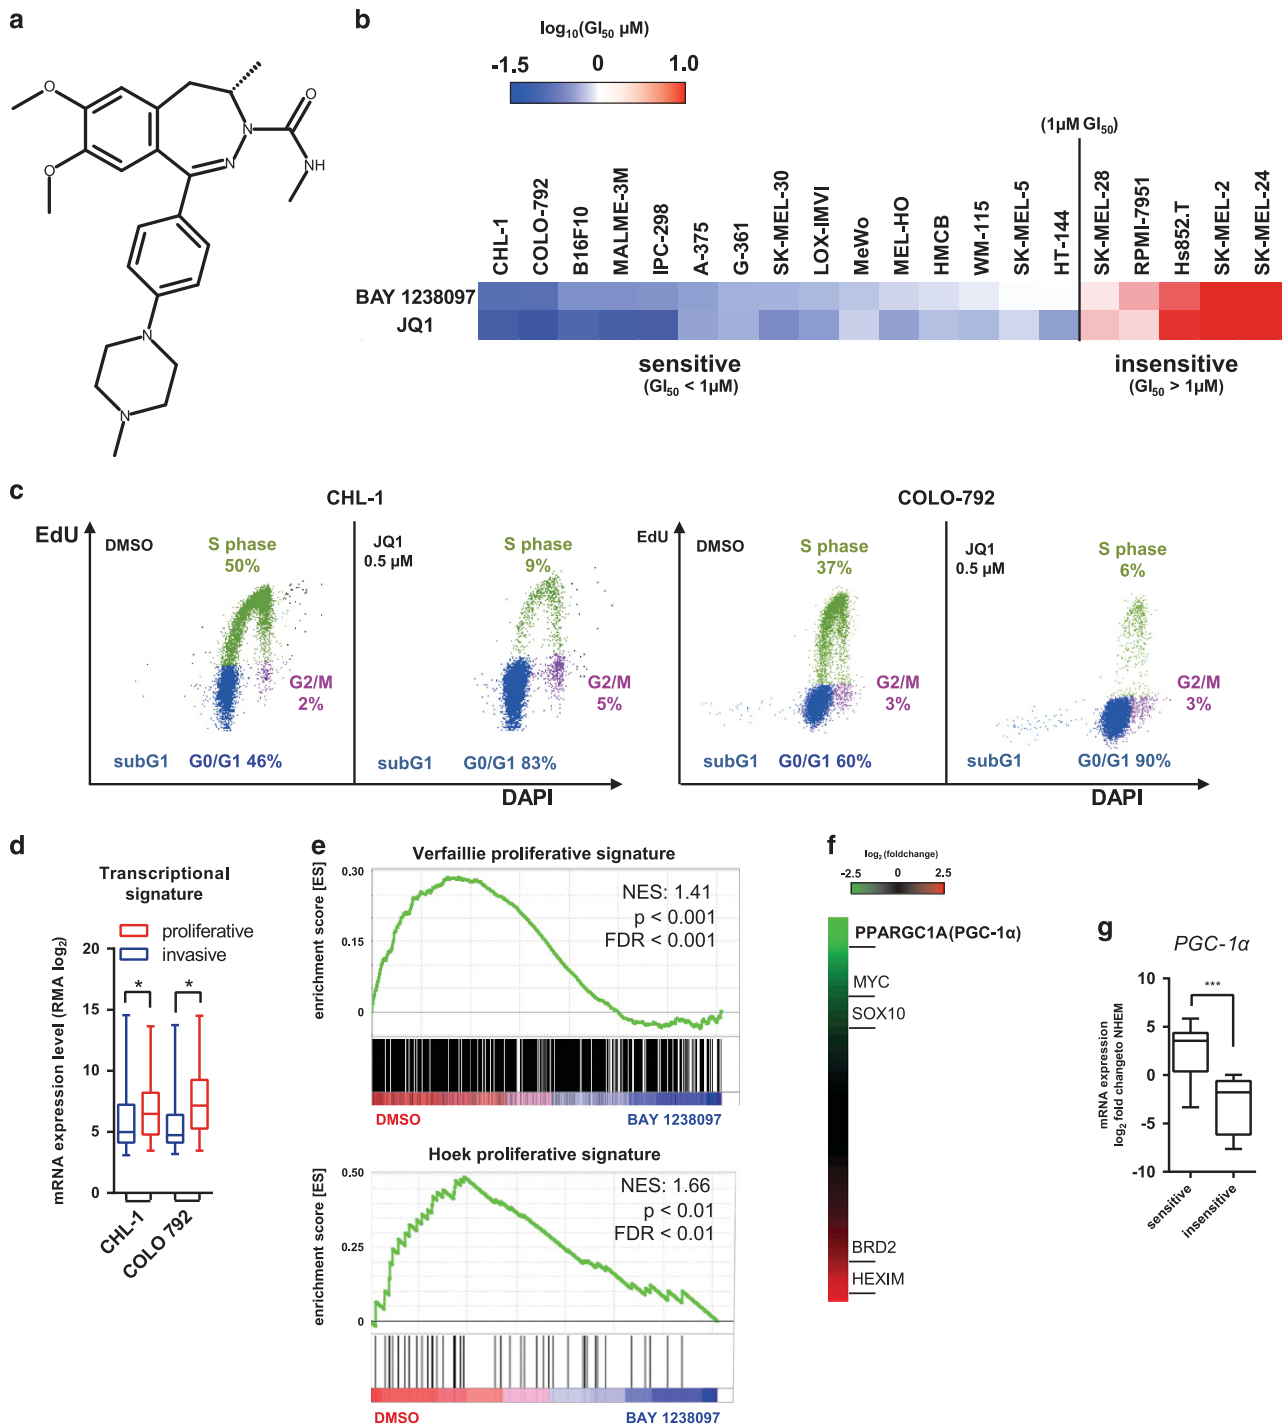 a
O
O
N
N
O
NH
N
N
b
log10(GI50 µM)
-1.5 0 1.0
(1µM GI50)
CHL-1
COLO-792
B16F10
MALME-3M
IPC-298
A-375
G-361
SK-MEL-30
LOX-IMVI
MeWo
MEL-HO
HMCB
WM-115
SK-MEL-5
HT-144
SK-MEL-28
RPMI-7951
Hs852.T
SK-MEL-2
SK-MEL-24
BAY 1238097
JQ1
sensitive
(GI50 < 1µM)
insensitive
(GI50 > 1µM)
c
CHL-1
EdU
DMSO
S phase
50%
G2/M
2%
subG1 G0/G1 46%
JQ1
0.5 µM
S phase
9%
G2/M
5%
subG1 G0/G1 83%
DAPI
COLO-792
EdU
DMSO
S phase
37%
G2/M
3%
subG1 G0/G1 60%
JQ1
0.5 µM
S phase
6%
G2/M
3%
subG1 G0/G1 90%
DAPI
d
Transcriptional
signature
proliferative
invasive
mRNA expression level (RMA log2)
20
15
10
5
0
* *
CHL-1
COLO 792
e
Verfaillie proliferative signature
enrichment score [ES]
0.30
0.15
0
NES: 1.41
p < 0.001
FDR < 0.001
DMSO BAY 1238097
Hoek proliferative signature
enrichment score [ES]
0.50
0.25
0
NES: 1.66
p < 0.01
FDR < 0.01
DMSO BAY 1238097
f
log2(foldchange)
-2.5 0 2.5
PPARGC1A(PGC-1α)
MYC
SOX10
BRD2
HEXIM
g
PGC-1α
mRNA expression
log2 fold changeto NHEM
10
5
0
-5
-10
***
sensitive
insensitive